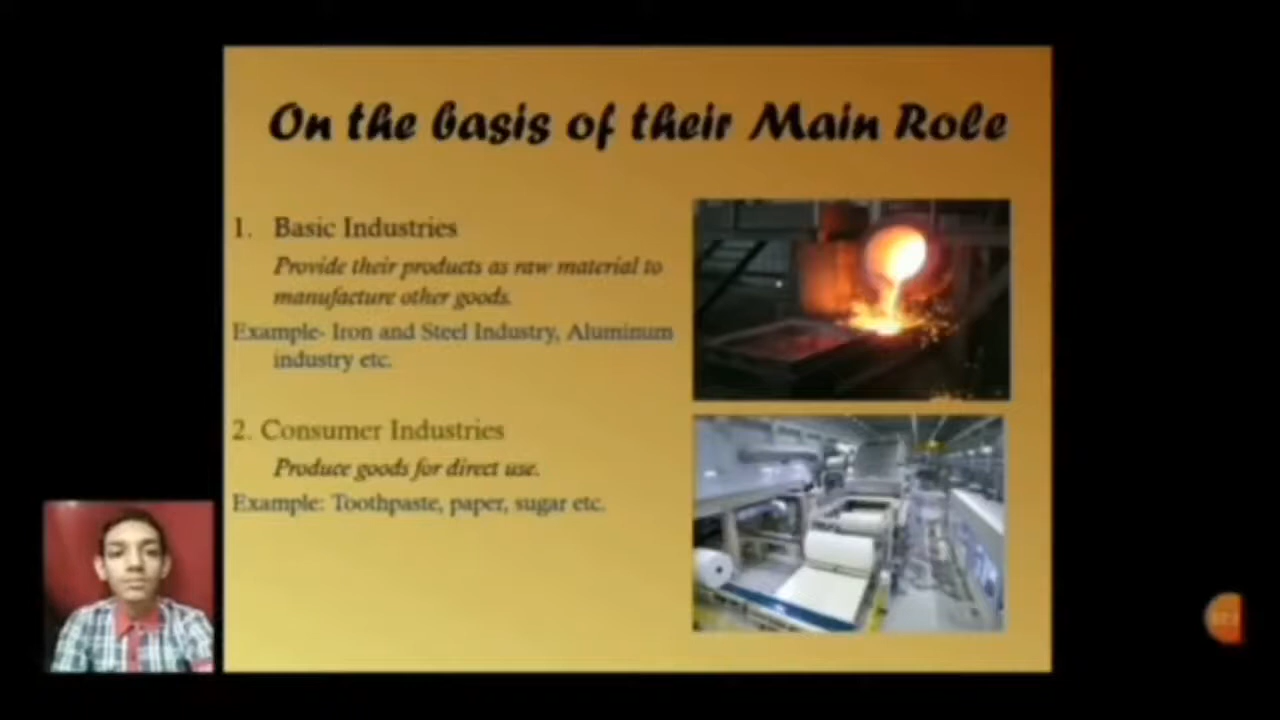 On the basis of their Main Role
1. Basic Industries
Provide their products as raw material to
manufacture other goods.
Example- Iron and Steel Industry, Aluminum
industry etc.
2. Consumer Industries
Produce goods for direct use.
Example: Toothpaste, paper, sugar etc.